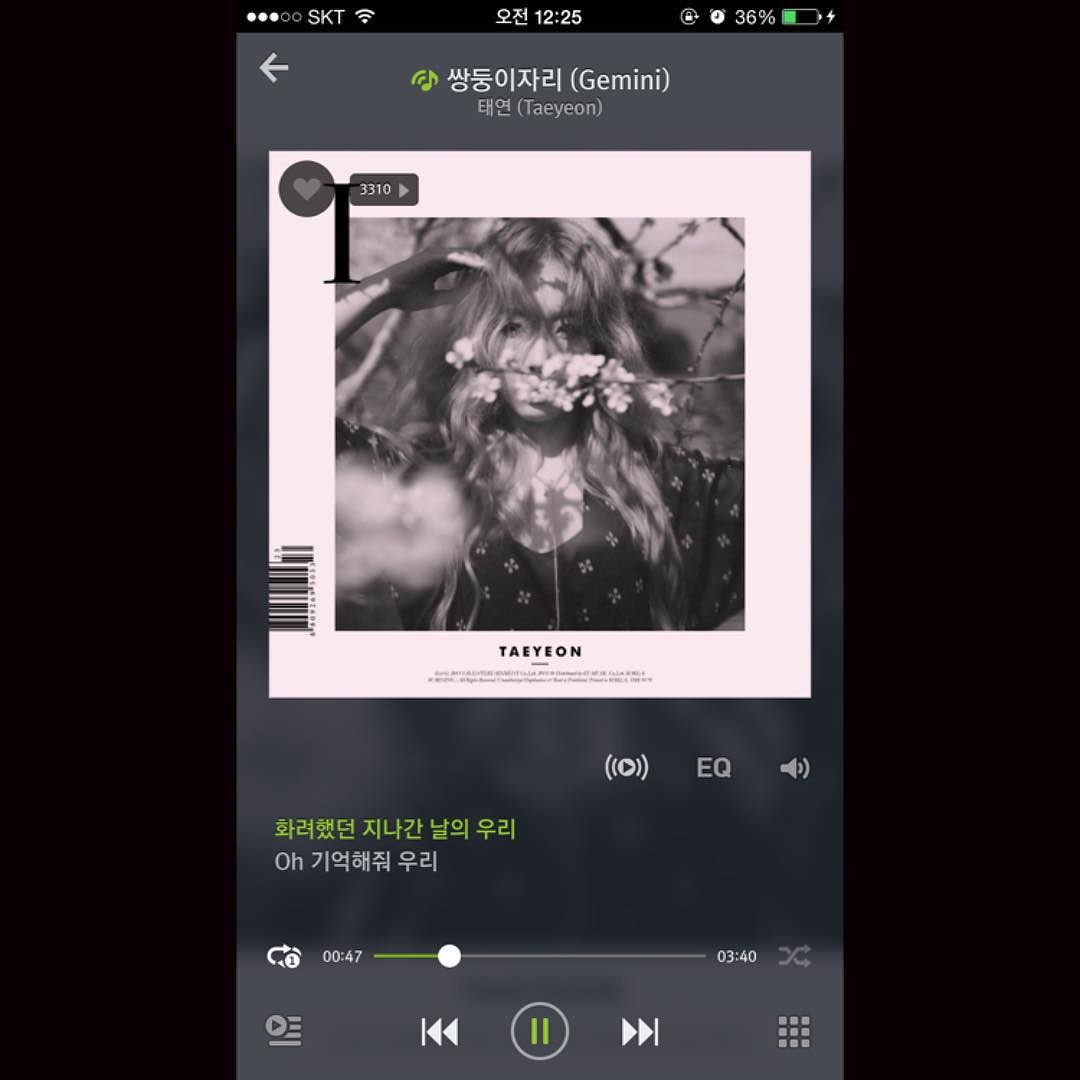 SKT 오전 12:25 36%
쌍둥이자리 (Gemini)
태연 (Taeyeon)
3310
I
TAEYEON
EQ
화려했던 지나간 날의 우리
Oh 기억해줘 우리
1
00:47 03:40